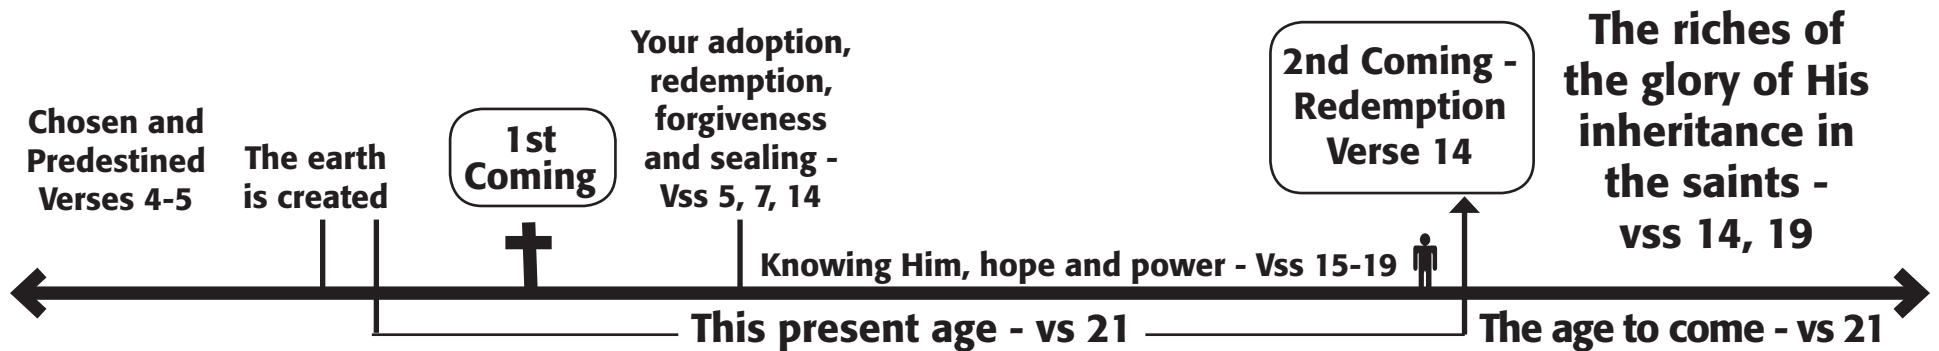 Chosen and
Predestined
Verses 4-5
The earth
is created
1st
Coming
Your adoption,
redemption,
forgiveness
and sealing -
Vss 5, 7, 14
Knowing Him, hope and power - Vss 15-19
2nd Coming -
Redemption
Verse 14
The riches of
the glory of His
inheritance in
the saints -
vss 14, 19
This present age - vs 21
The age to come - vs 21